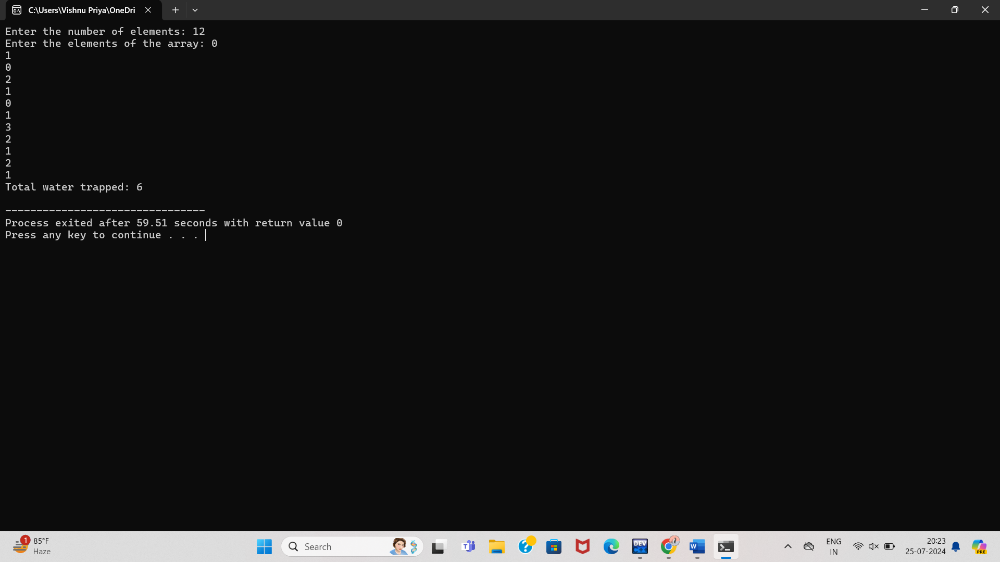 C:\Users\Vishnu Priya\OneDri
Enter the number of elements: 12
Enter the elements of the array: 0
1
0
2
1
0
1
3
2
1
2
1
Total water trapped: 6
--------------------------------
Process exited after 59.51 seconds with return value 0
Press any key to continue . . .
1
85°F
Haze
Search
DEV
W
ENG
IN
20:23
25-07-2024
PRE